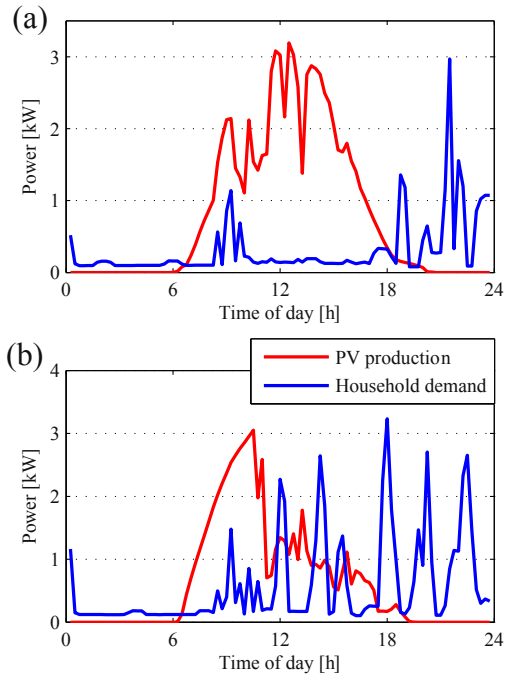 (a)
3
2
1
0
Power [kW]
0
6
12
18
24
Time of day [h]
(b)
PV production
Household demand
4
3
2
1
0
Power [kW]
0
6
12
18
24
Time of day [h]